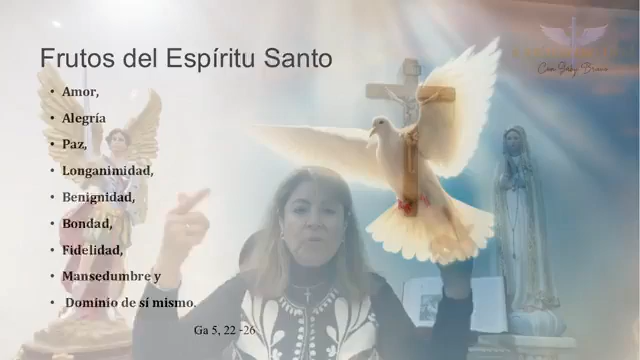 Frutos del Espíritu Santo
• Amor,
• Alegría
• Paz,
• Longanimidad,
• Benignidad,
• Bondad,
• Fidelidad,
• Mansedumbre y
• Dominio de sí mismo.
Ga 5, 22 -26